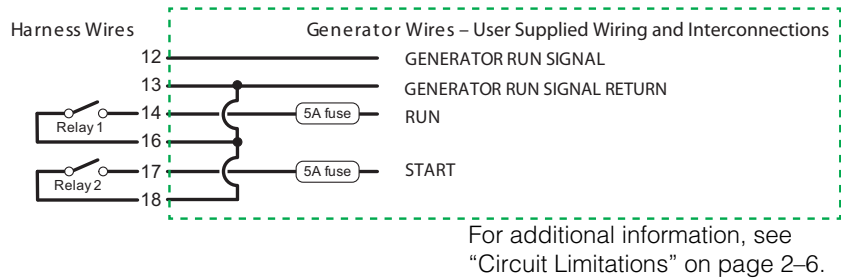 Harness Wires
Generator Wires – User Supplied Wiring and Interconnections
12 GENERATOR RUN SIGNAL
13 GENERATOR RUN SIGNAL RETURN
Relay 1 14 5A fuse RUN
16
Relay 2 17 5A fuse START
18
For additional information, see
“Circuit Limitations” on page 2–6.